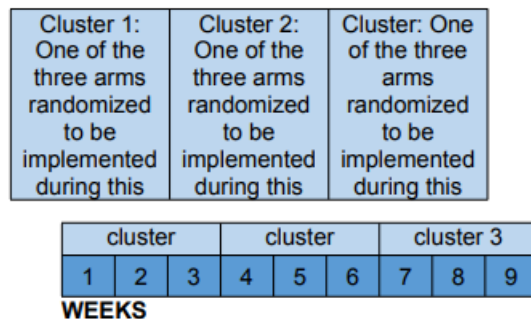 Cluster 1:
One of the
three arms
randomized
to be
implemented
during this
Cluster 2:
One of the
three arms
randomized
to be
implemented
during this
Cluster: One
of the three
arms
randomized
to be
implemented
during this
cluster cluster cluster 3
1 2 3 4 5 6 7 8 9
WEEKS